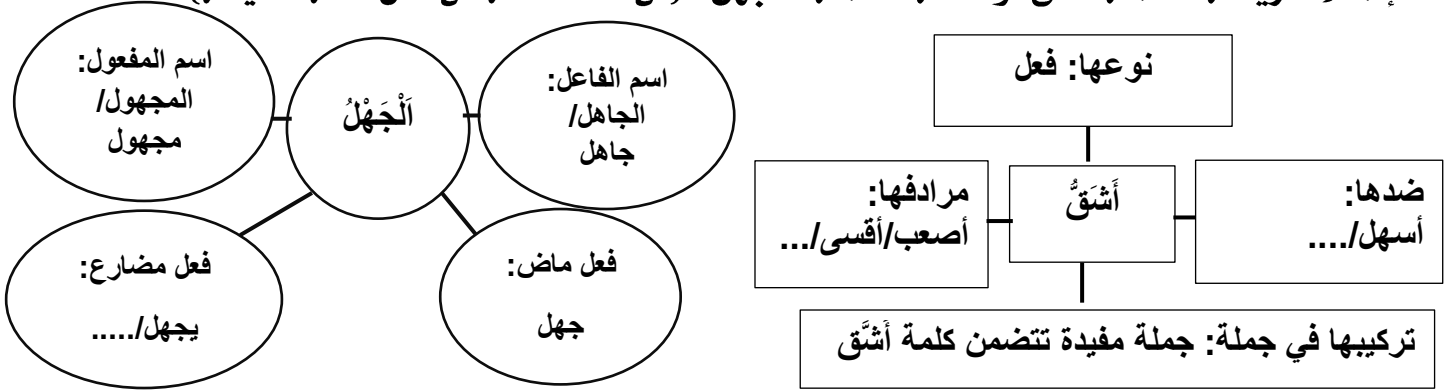 نوعها: فعل
ضدها:
أسهل/....
أَشَقُّ
مرادفها:
أصعب/أقسى/...
تركيبها في جملة: جملة مفيدة تتضمن كلمة أَشَّق
اسم الفاعل:
الجاهل/
جاهل
اَلْجَهْلُ
اسم المفعول:
المجهول/
مجهول
فعل ماض:
جهل
فعل مضارع:
يجهل/.....